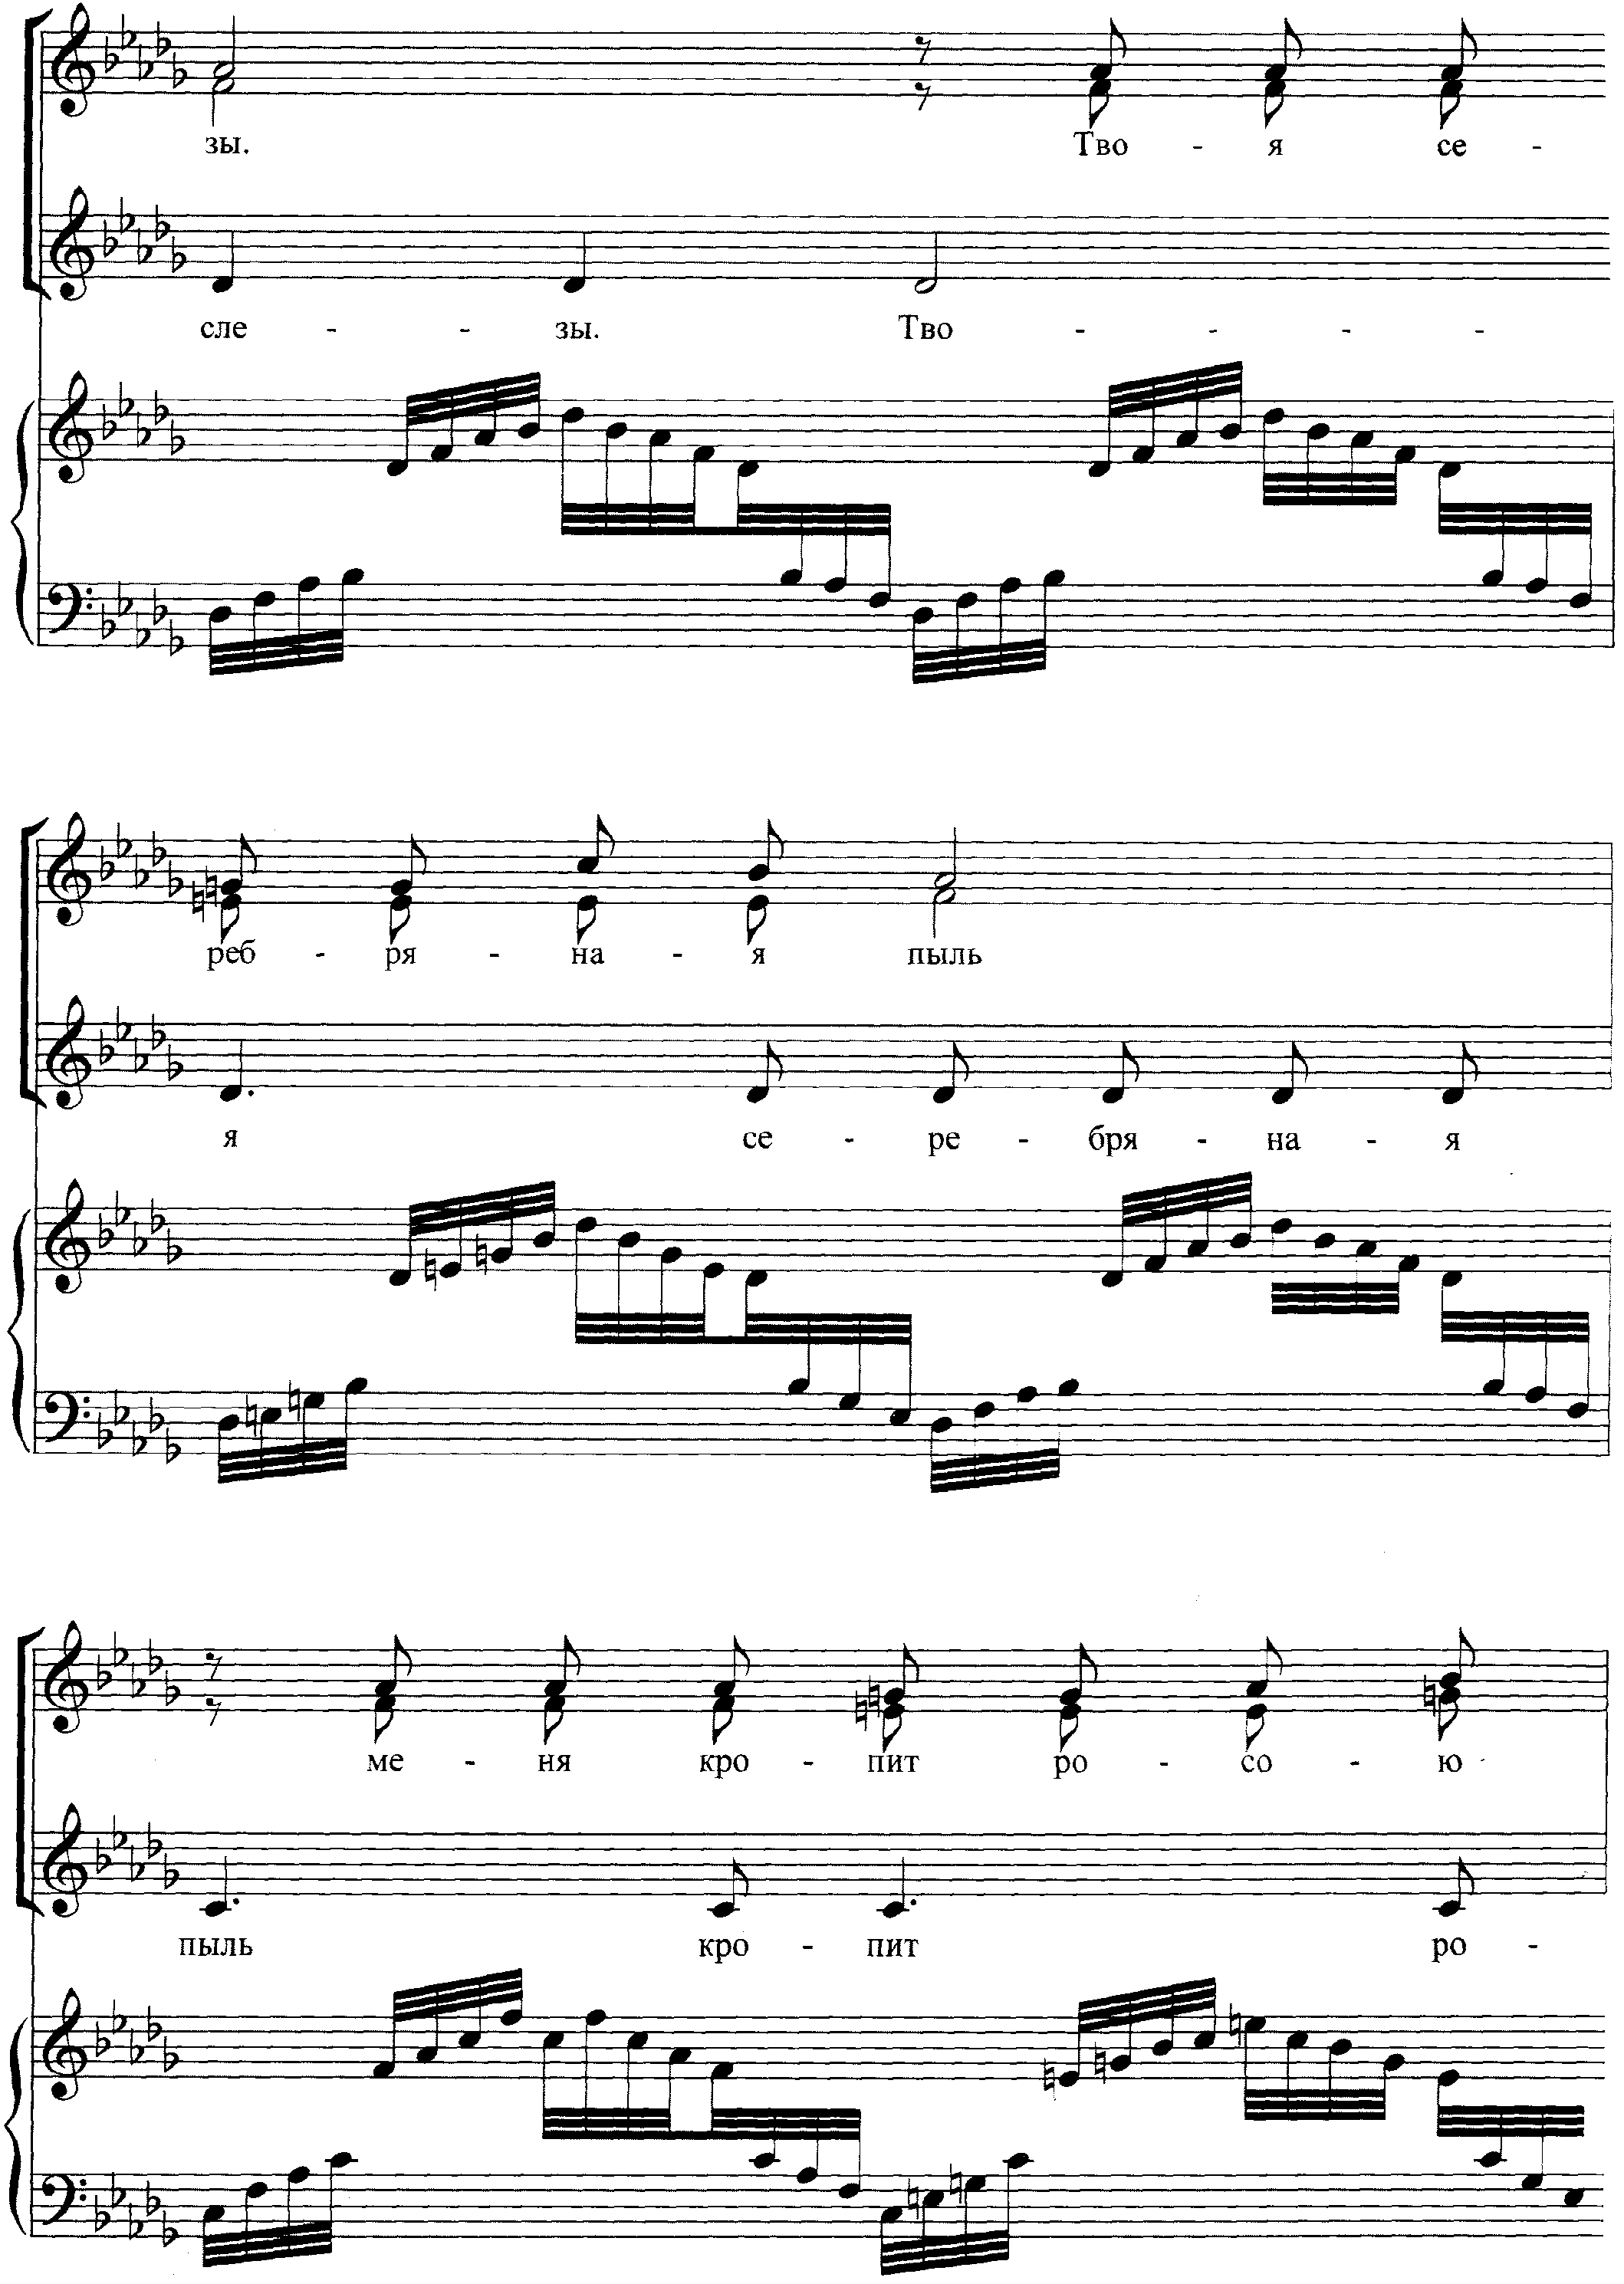 зы. Тво - я се -
сле - - зы. Тво - - - -
реб - ря - на - я пыль
я се - ре - бря - на - я
ме - ня кро - пит ро - со - ю
пыль кро - пит ро -